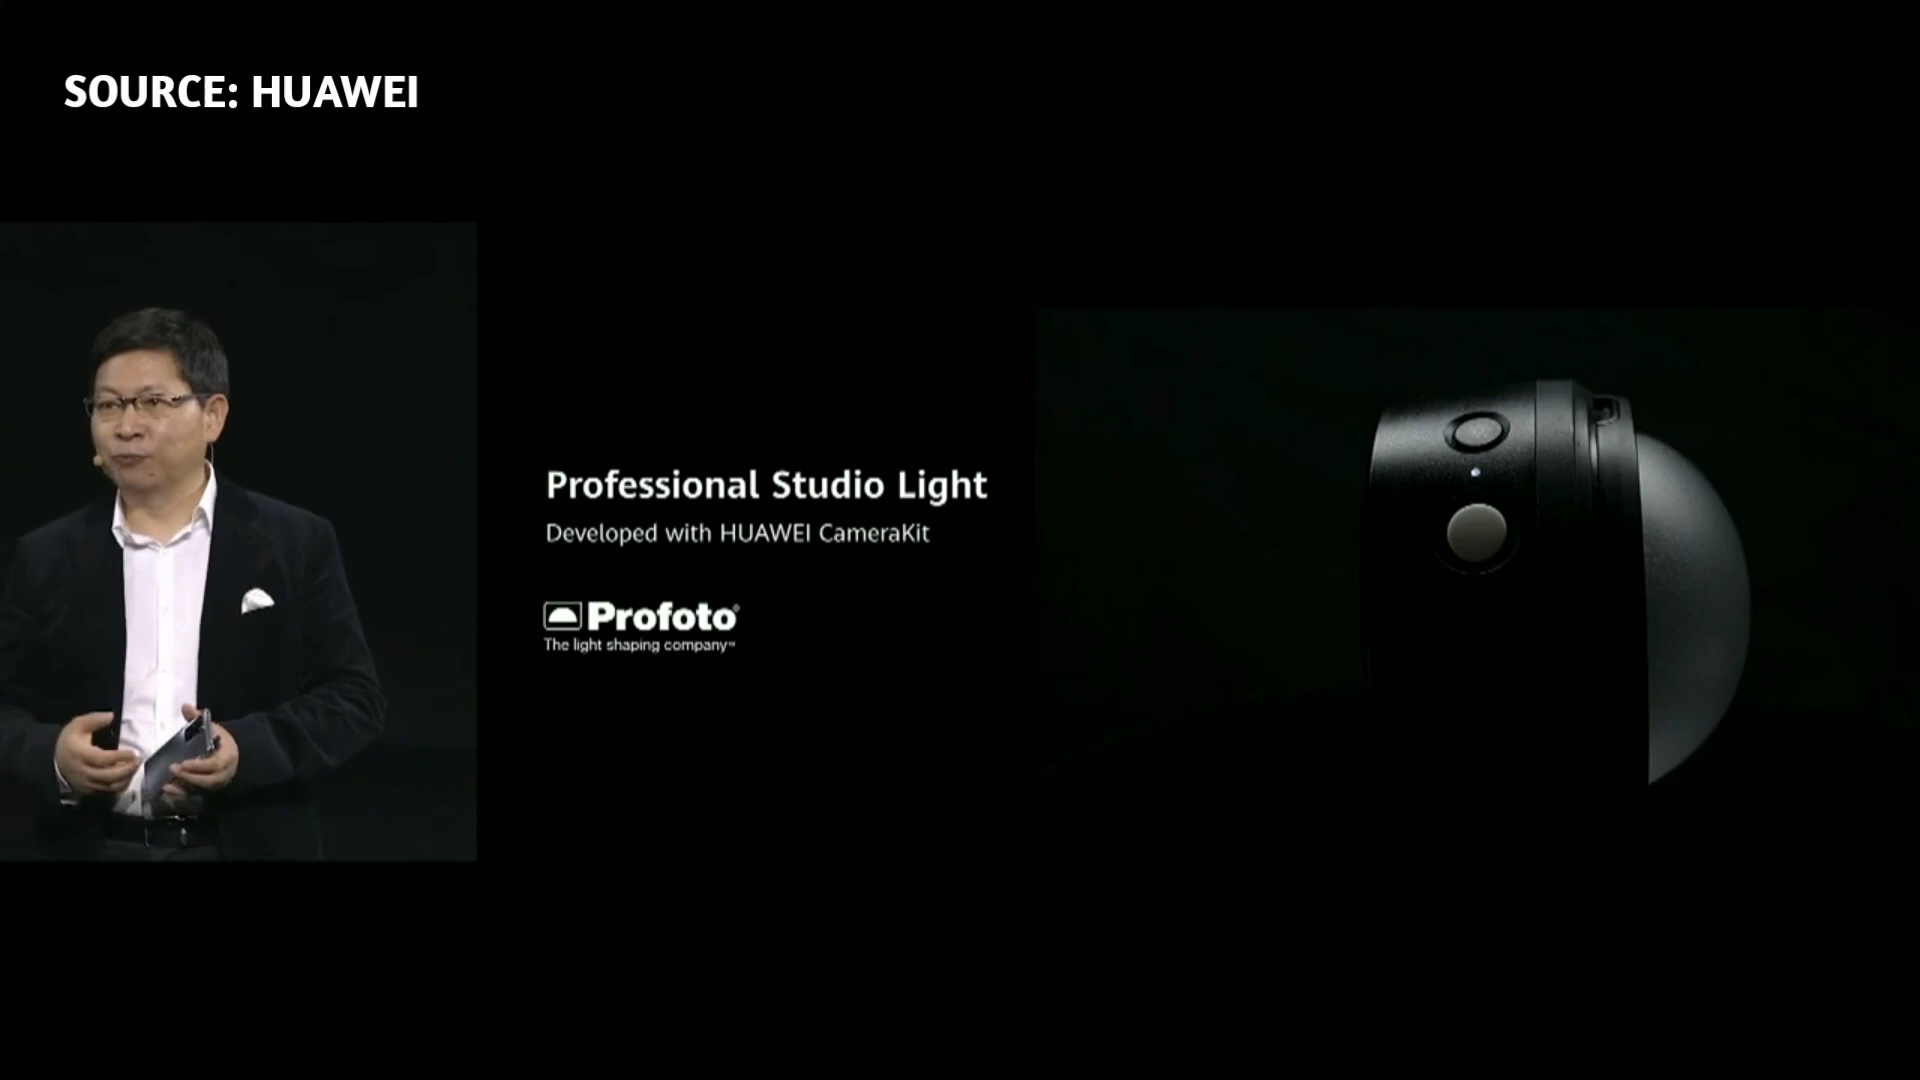 SOURCE: HUAWEI
Professional Studio Light
Developed with HUAWEI CameraKit
Profoto®
The light shaping company™